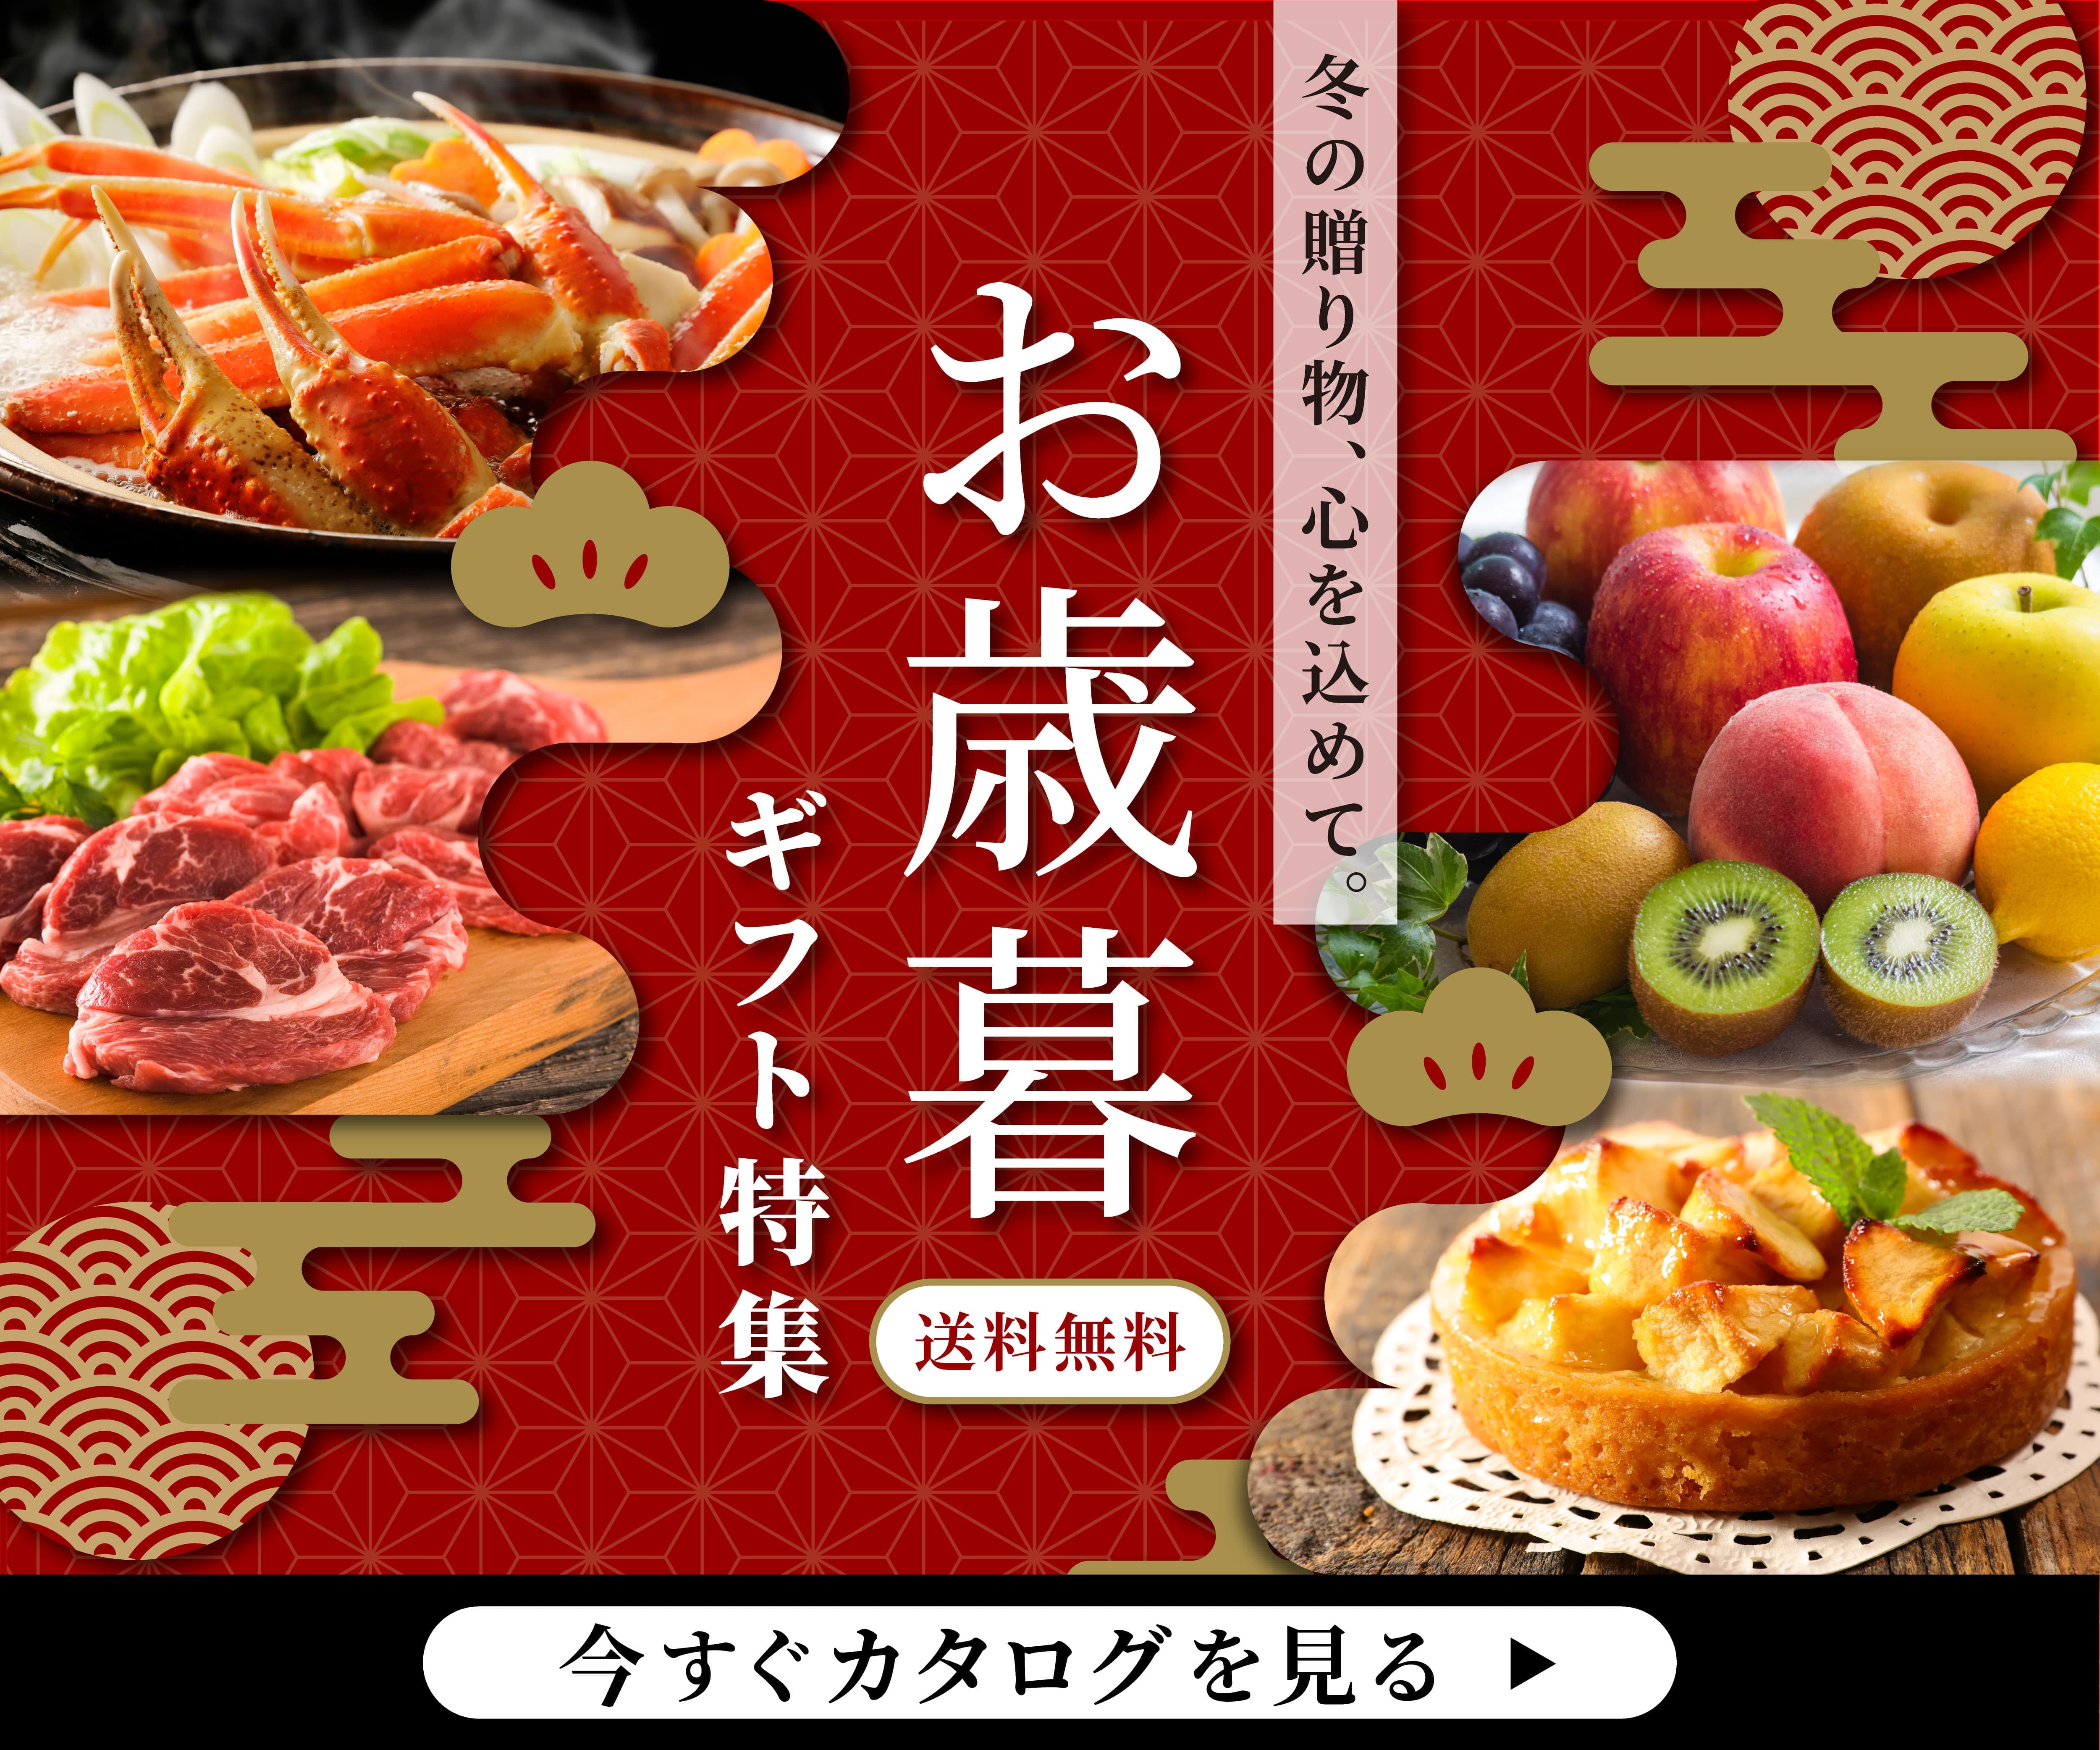 冬の贈り物、心を込めて。
お歳暮
ギフト特集
送料無料
今すぐカタログを見る ▶